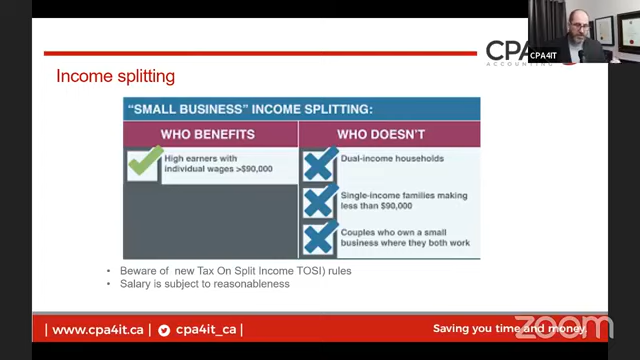 CPA
ACCOUNTING
CPA4IT
Income splitting
“SMALL BUSINESS” INCOME SPLITTING:
WHO BENEFITS
WHO DOESN'T
High earners with
individual wages >$90,000
Dual-income households
Single-income families making
less than $90,000
Couples who own a small
business where they both work
• Beware of new Tax On Split Income TOSI) rules
• Salary is subject to reasonableness
| www.cpa4it.ca | cpa4it_ca |
Saving you time and money.
zoom